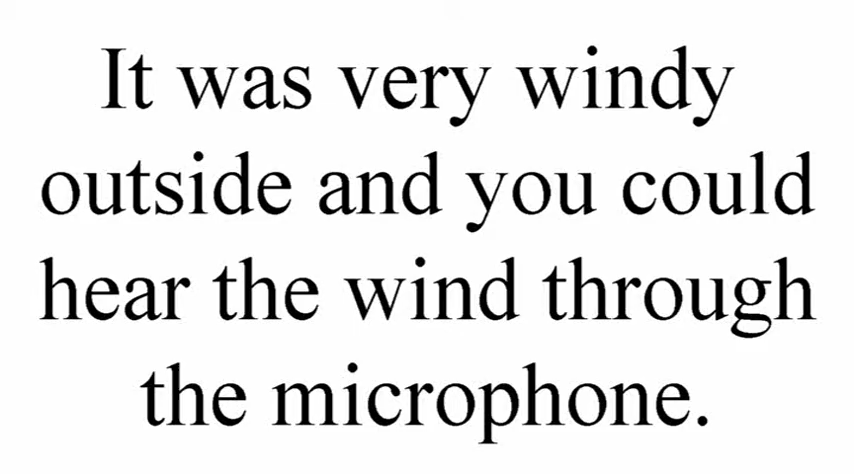 It was very windy
outside and you could
hear the wind through
the microphone.